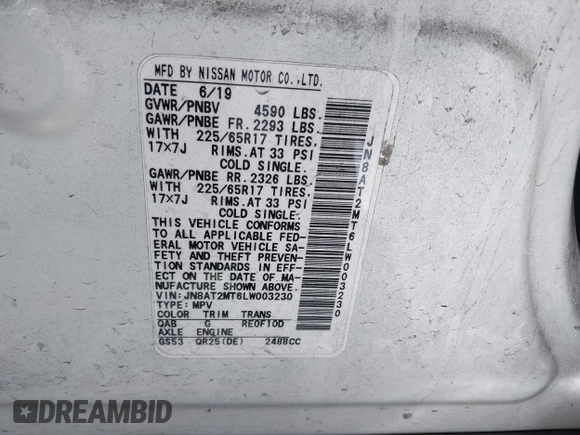 MFD BY NISSAN MOTOR CO.,LTD.
DATE 6/19
GVWR/PNBV 4590 LBS.
GAWR/PNBE FR. 2293 LBS.
WITH 225/65R17 TIRES,
17×7J RIMS.AT 33 PSI
COLD SINGLE.
GAWR/PNBE RR. 2326 LBS.
WITH 225/65R17 TIRES,
17×7J RIMS.AT 33 PSI
COLD SINGLE.
THIS VEHICLE CONFORMS
TO ALL APPLICABLE FED-
ERAL MOTOR VEHICLE SA-
FETY AND THEFT PREVEN-
TION STANDARDS IN EFF-
ECT ON THE DATE OF MA-
NUFACTURE SHOWN ABOVE.
VIN: JN8AT2MT6LW003230
TYPE: MPV
COLOR TRIM TRANS
QAB G RE0F10D
AXLE ENGINE
GS53 QR25(DE) 2488CC
JN8AT2MT6LW003230
DREAMBID